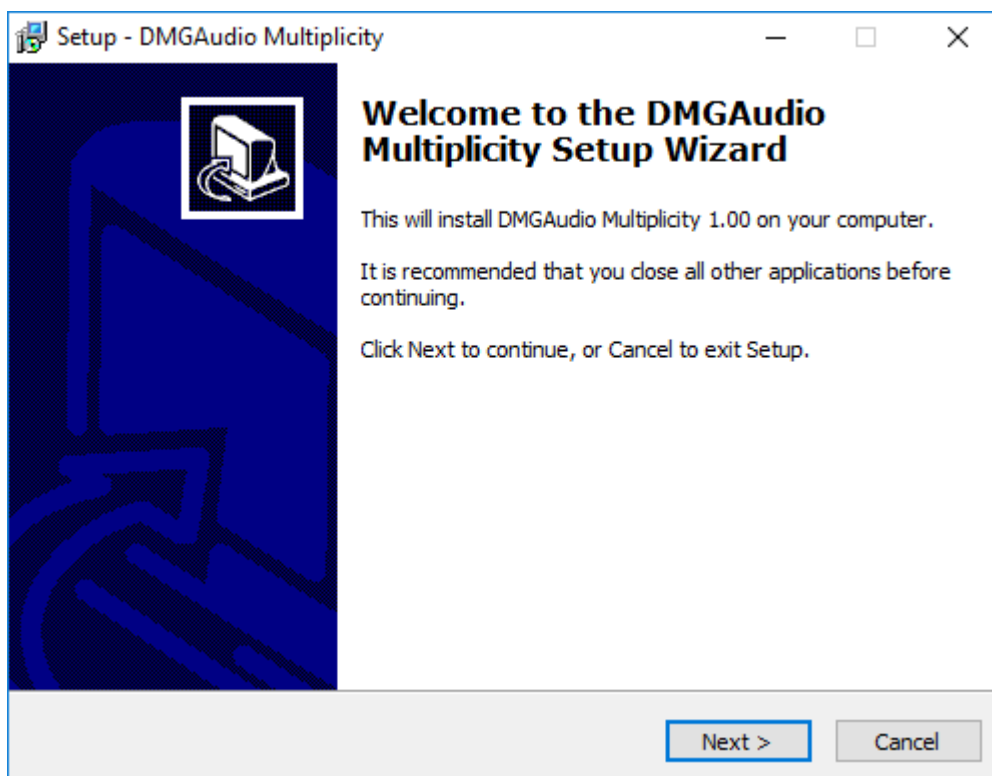 Setup - DMGAudio Multiplicity
Welcome to the DMGAudio
Multiplicity Setup Wizard
This will install DMGAudio Multiplicity 1.00 on your computer.
It is recommended that you close all other applications before
continuing.
Click Next to continue, or Cancel to exit Setup.
Next >
Cancel